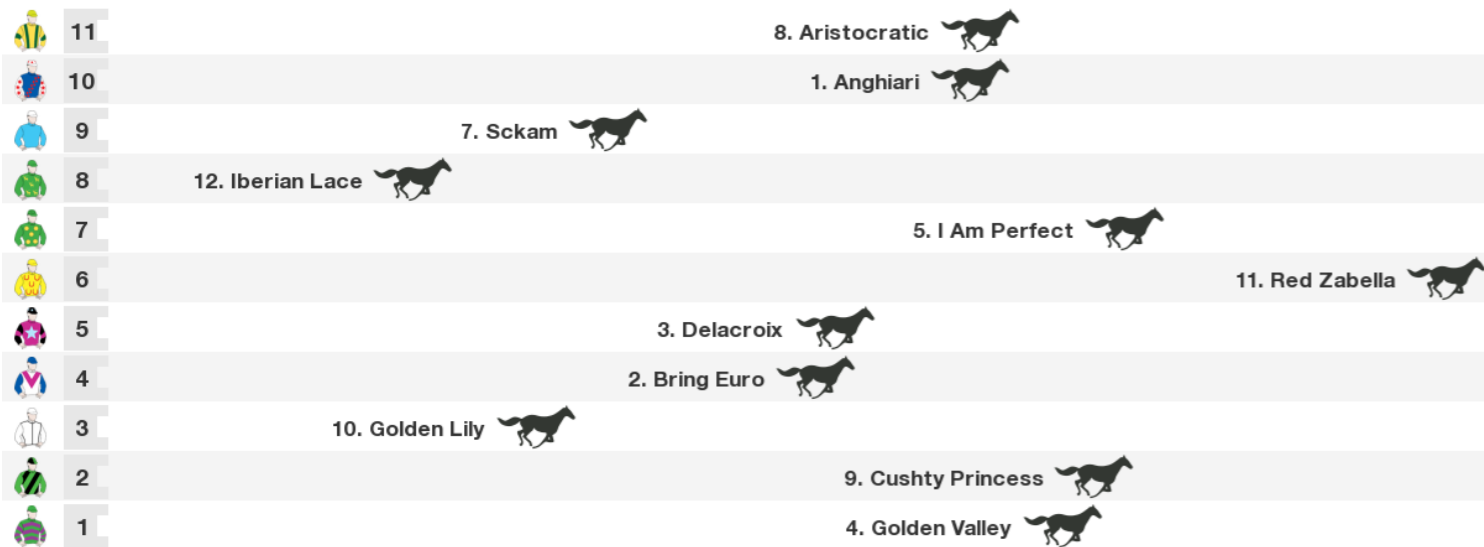 11 8. Aristocratic
10 1. Anghiari
9 7. Sckam
8 12. Iberian Lace
7 5. I Am Perfect
6 11. Red Zabella
5 3. Delacroix
4 2. Bring Euro
3 10. Golden Lily
2 9. Cushty Princess
1 4. Golden Valley